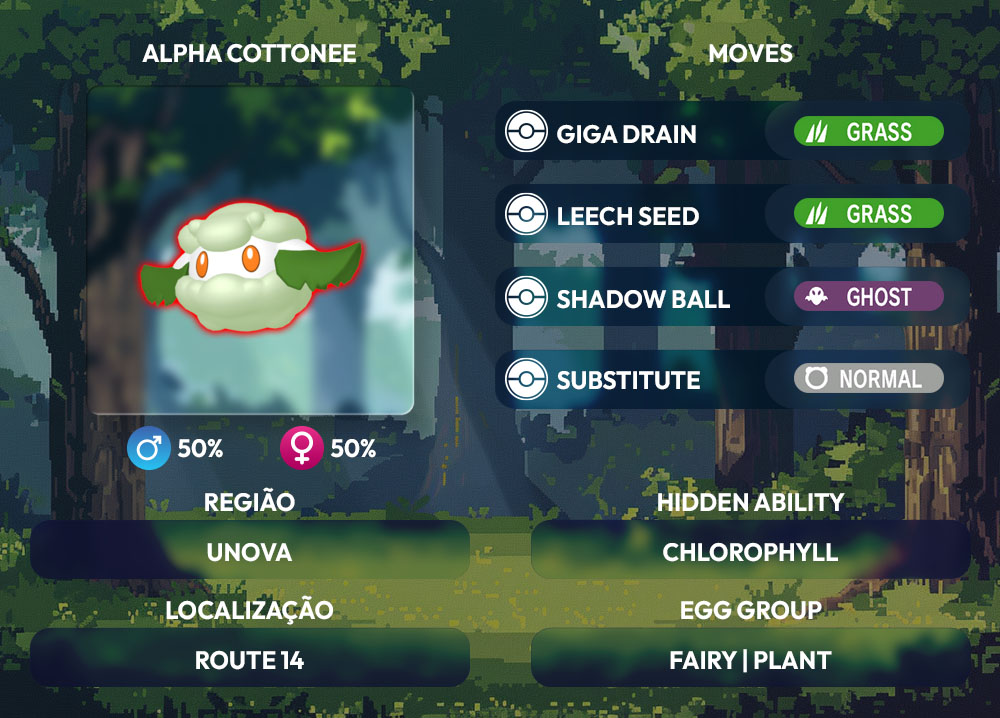 ALPHA COTTONEE
50%
50%
REGIÃO
UNOVA
LOCALIZAÇÃO
ROUTE 14
MOVES
GIGA DRAIN GRASS
LEECH SEED GRASS
SHADOW BALL GHOST
SUBSTITUTE NORMAL
HIDDEN ABILITY
CHLOROPHYLL
EGG GROUP
FAIRY | PLANT